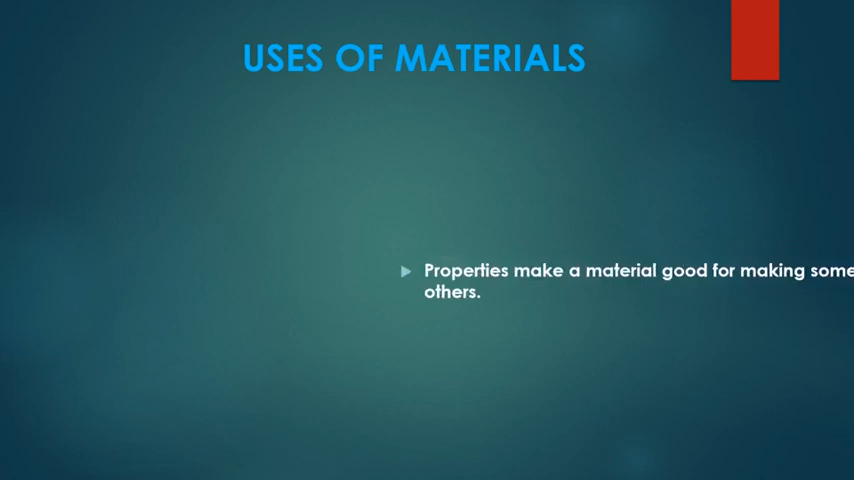 USES OF MATERIALS
Properties make a material good for making some
others.